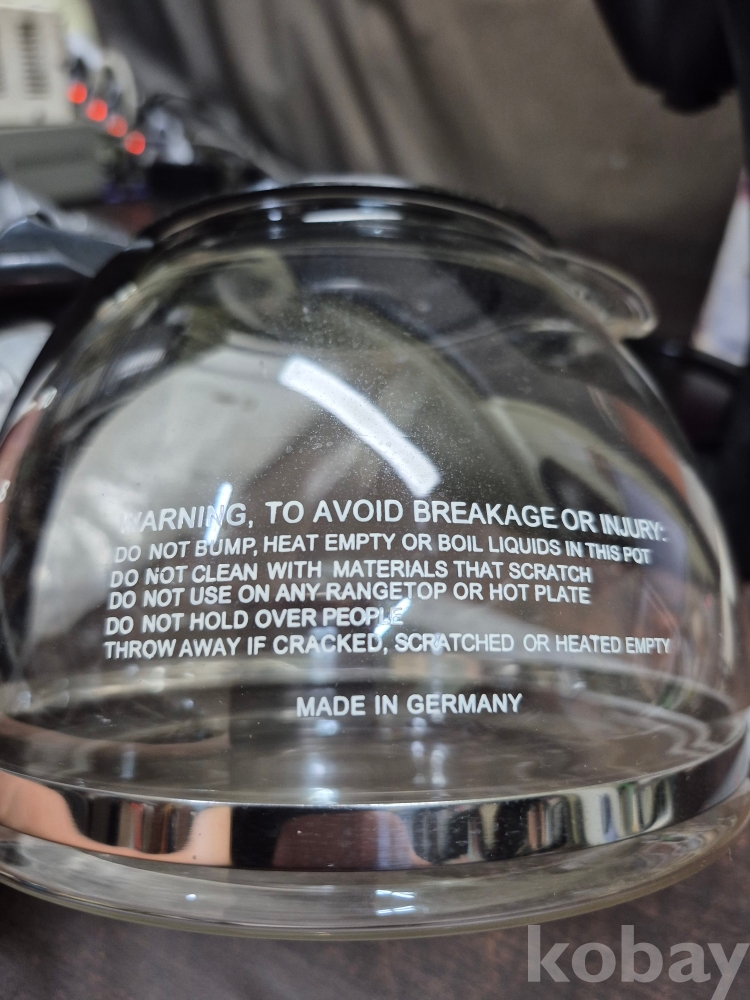 WARNING, TO AVOID BREAKAGE OR INJURY:
DO NOT BUMP, HEAT EMPTY OR BOIL LIQUIDS IN THIS POT
DO NOT CLEAN WITH MATERIALS THAT SCRATCH
DO NOT USE ON ANY RANGETOP OR HOT PLATE
DO NOT HOLD OVER PEOPLE
THROW AWAY IF CRACKED, SCRATCHED OR HEATED EMPTY
MADE IN GERMANY
kobay